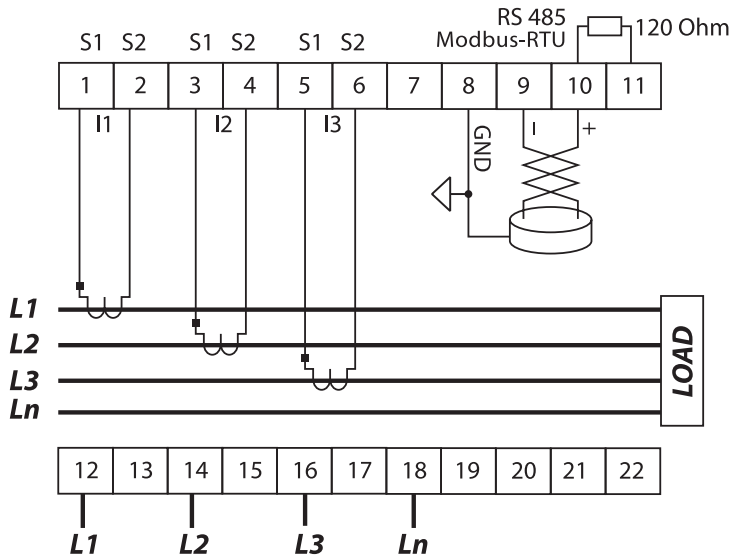 RS 485
S1 S2 S1 S2 S1 S2 Modbus-RTU 120 Ohm
1 2 3 4 5 6 7 8 9 10 11
I1 I2 I3 GND - +
L1
L2
L3
Ln
LOAD
12 13 14 15 16 17 18 19 20 21 22
L1 L2 L3 Ln